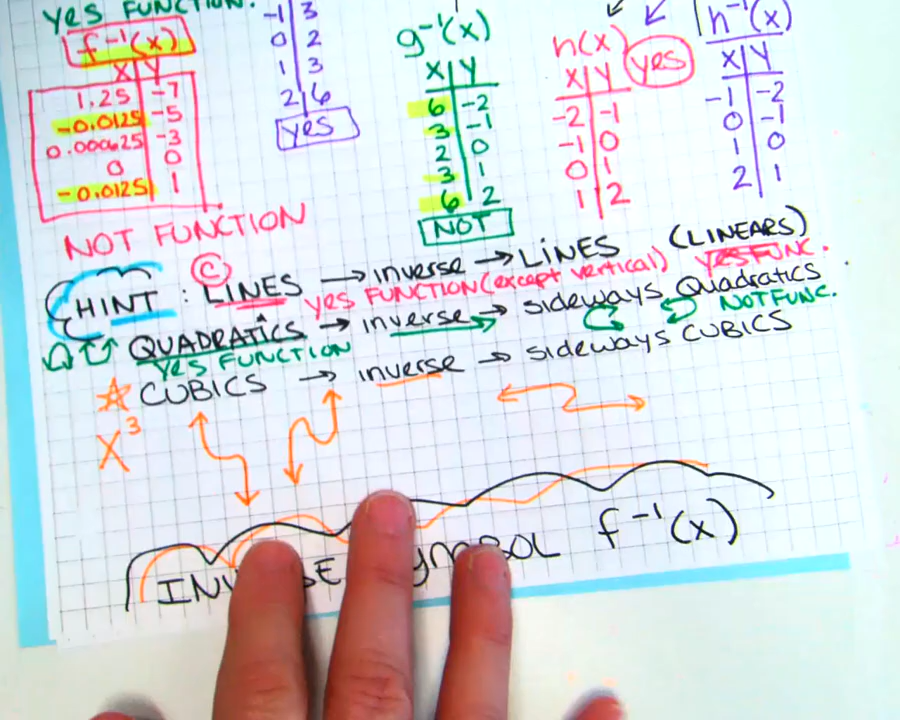 YES FUNCTION.
f⁻¹(x)
X | Y
1.25 | -7
-0.0125 | -5
0.000625 | -3
0 | 0
-0.0125 | 1
NOT FUNCTION
-1 | 3
0 | 2
1 | 3
2 | 6
yes
g⁻¹(x)
X | Y
6 | -2
3 | -1
2 | 0
3 | 1
6 | 2
NOT
h(x)
yes
X | Y
-2 | -1
-1 | 0
0 | 1
1 | 2
h⁻¹(x)
X | Y
-1 | -2
0 | -1
1 | 0
2 | 1
C
HINT : LINES → inverse → LINES (LINEARS)
yes FUNCTION (except vertical) YES FUNC.
QUADRATICS → inverse → sideways Quadratics
YES FUNCTION NOT FUNC.
CUBICS → inverse → sideways CUBICS
X³
f⁻¹(x)